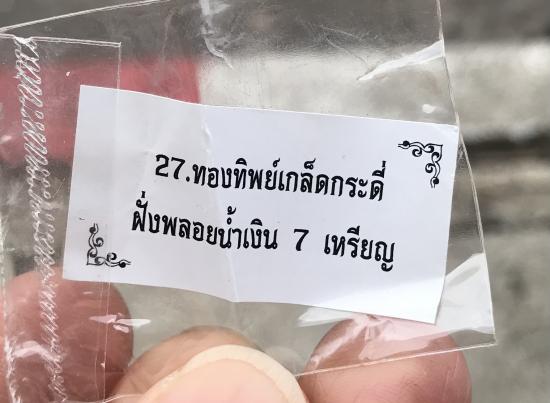 27.ทองทิพย์เกล็ดกระดี่
ฝั่งพลอยน้ำเงิน 7 เหรียญ